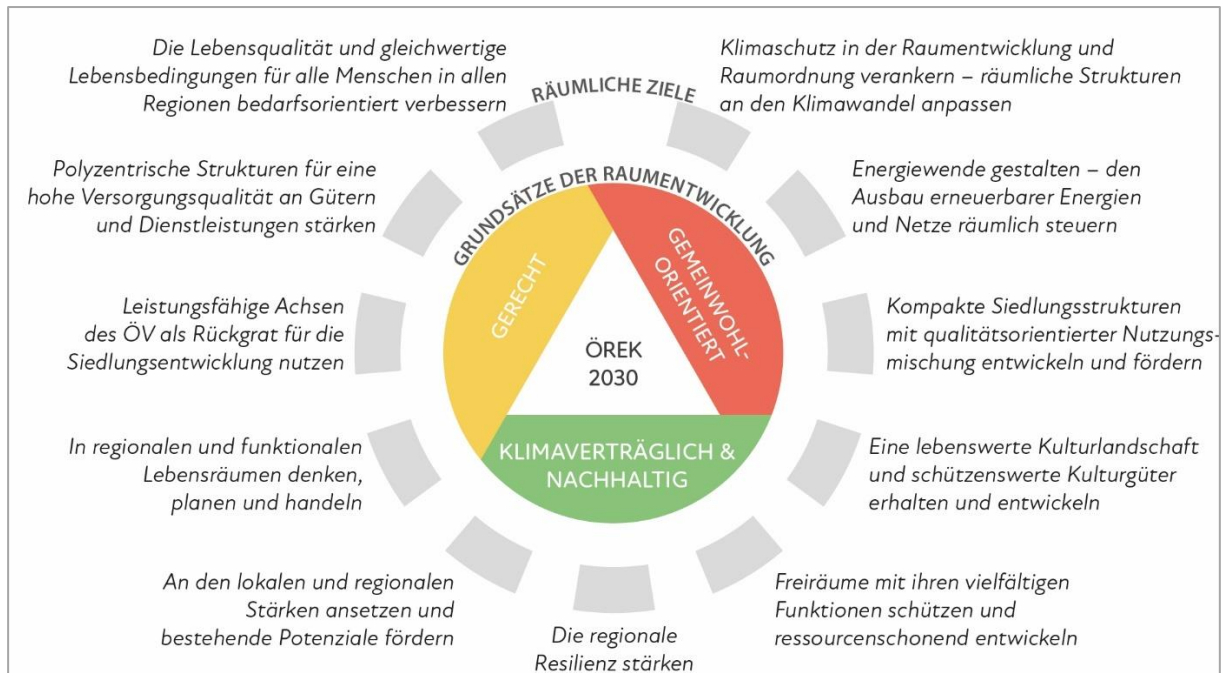 RÄUMLICHE ZIELE
Die Lebensqualität und gleichwertige
Lebensbedingungen für alle Menschen in allen
Regionen bedarfsorientiert verbessern
Klimaschutz in der Raumentwicklung und
Raumordnung verankern – räumliche Strukturen
an den Klimawandel anpassen
Polyzentrische Strukturen für eine
hohe Versorgungsqualität an Gütern
und Dienstleistungen stärken
Energiewende gestalten – den
Ausbau erneuerbarer Energien
und Netze räumlich steuern
Leistungsfähige Achsen
des ÖV als Rückgrat für die
Siedlungsentwicklung nutzen
Kompakte Siedlungsstrukturen
mit qualitätsorientierter Nutzungs-
mischung entwickeln und fördern
In regionalen und funktionalen
Lebensräumen denken,
planen und handeln
Eine lebenswerte Kulturlandschaft
und schützenswerte Kulturgüter
erhalten und entwickeln
An den lokalen und regionalen
Stärken ansetzen und
bestehende Potenziale fördern
Die regionale
Resilienz stärken
Freiräume mit ihren vielfältigen
Funktionen schützen und
ressourcenschonend entwickeln
GRUNDSÄTZE DER RAUMENTWICKLUNG
GERECHT
GEMEINWOHL-
ORIENTIERT
ÖREK
2030
KLIMAVERTRÄGLICH &
NACHHALTIG